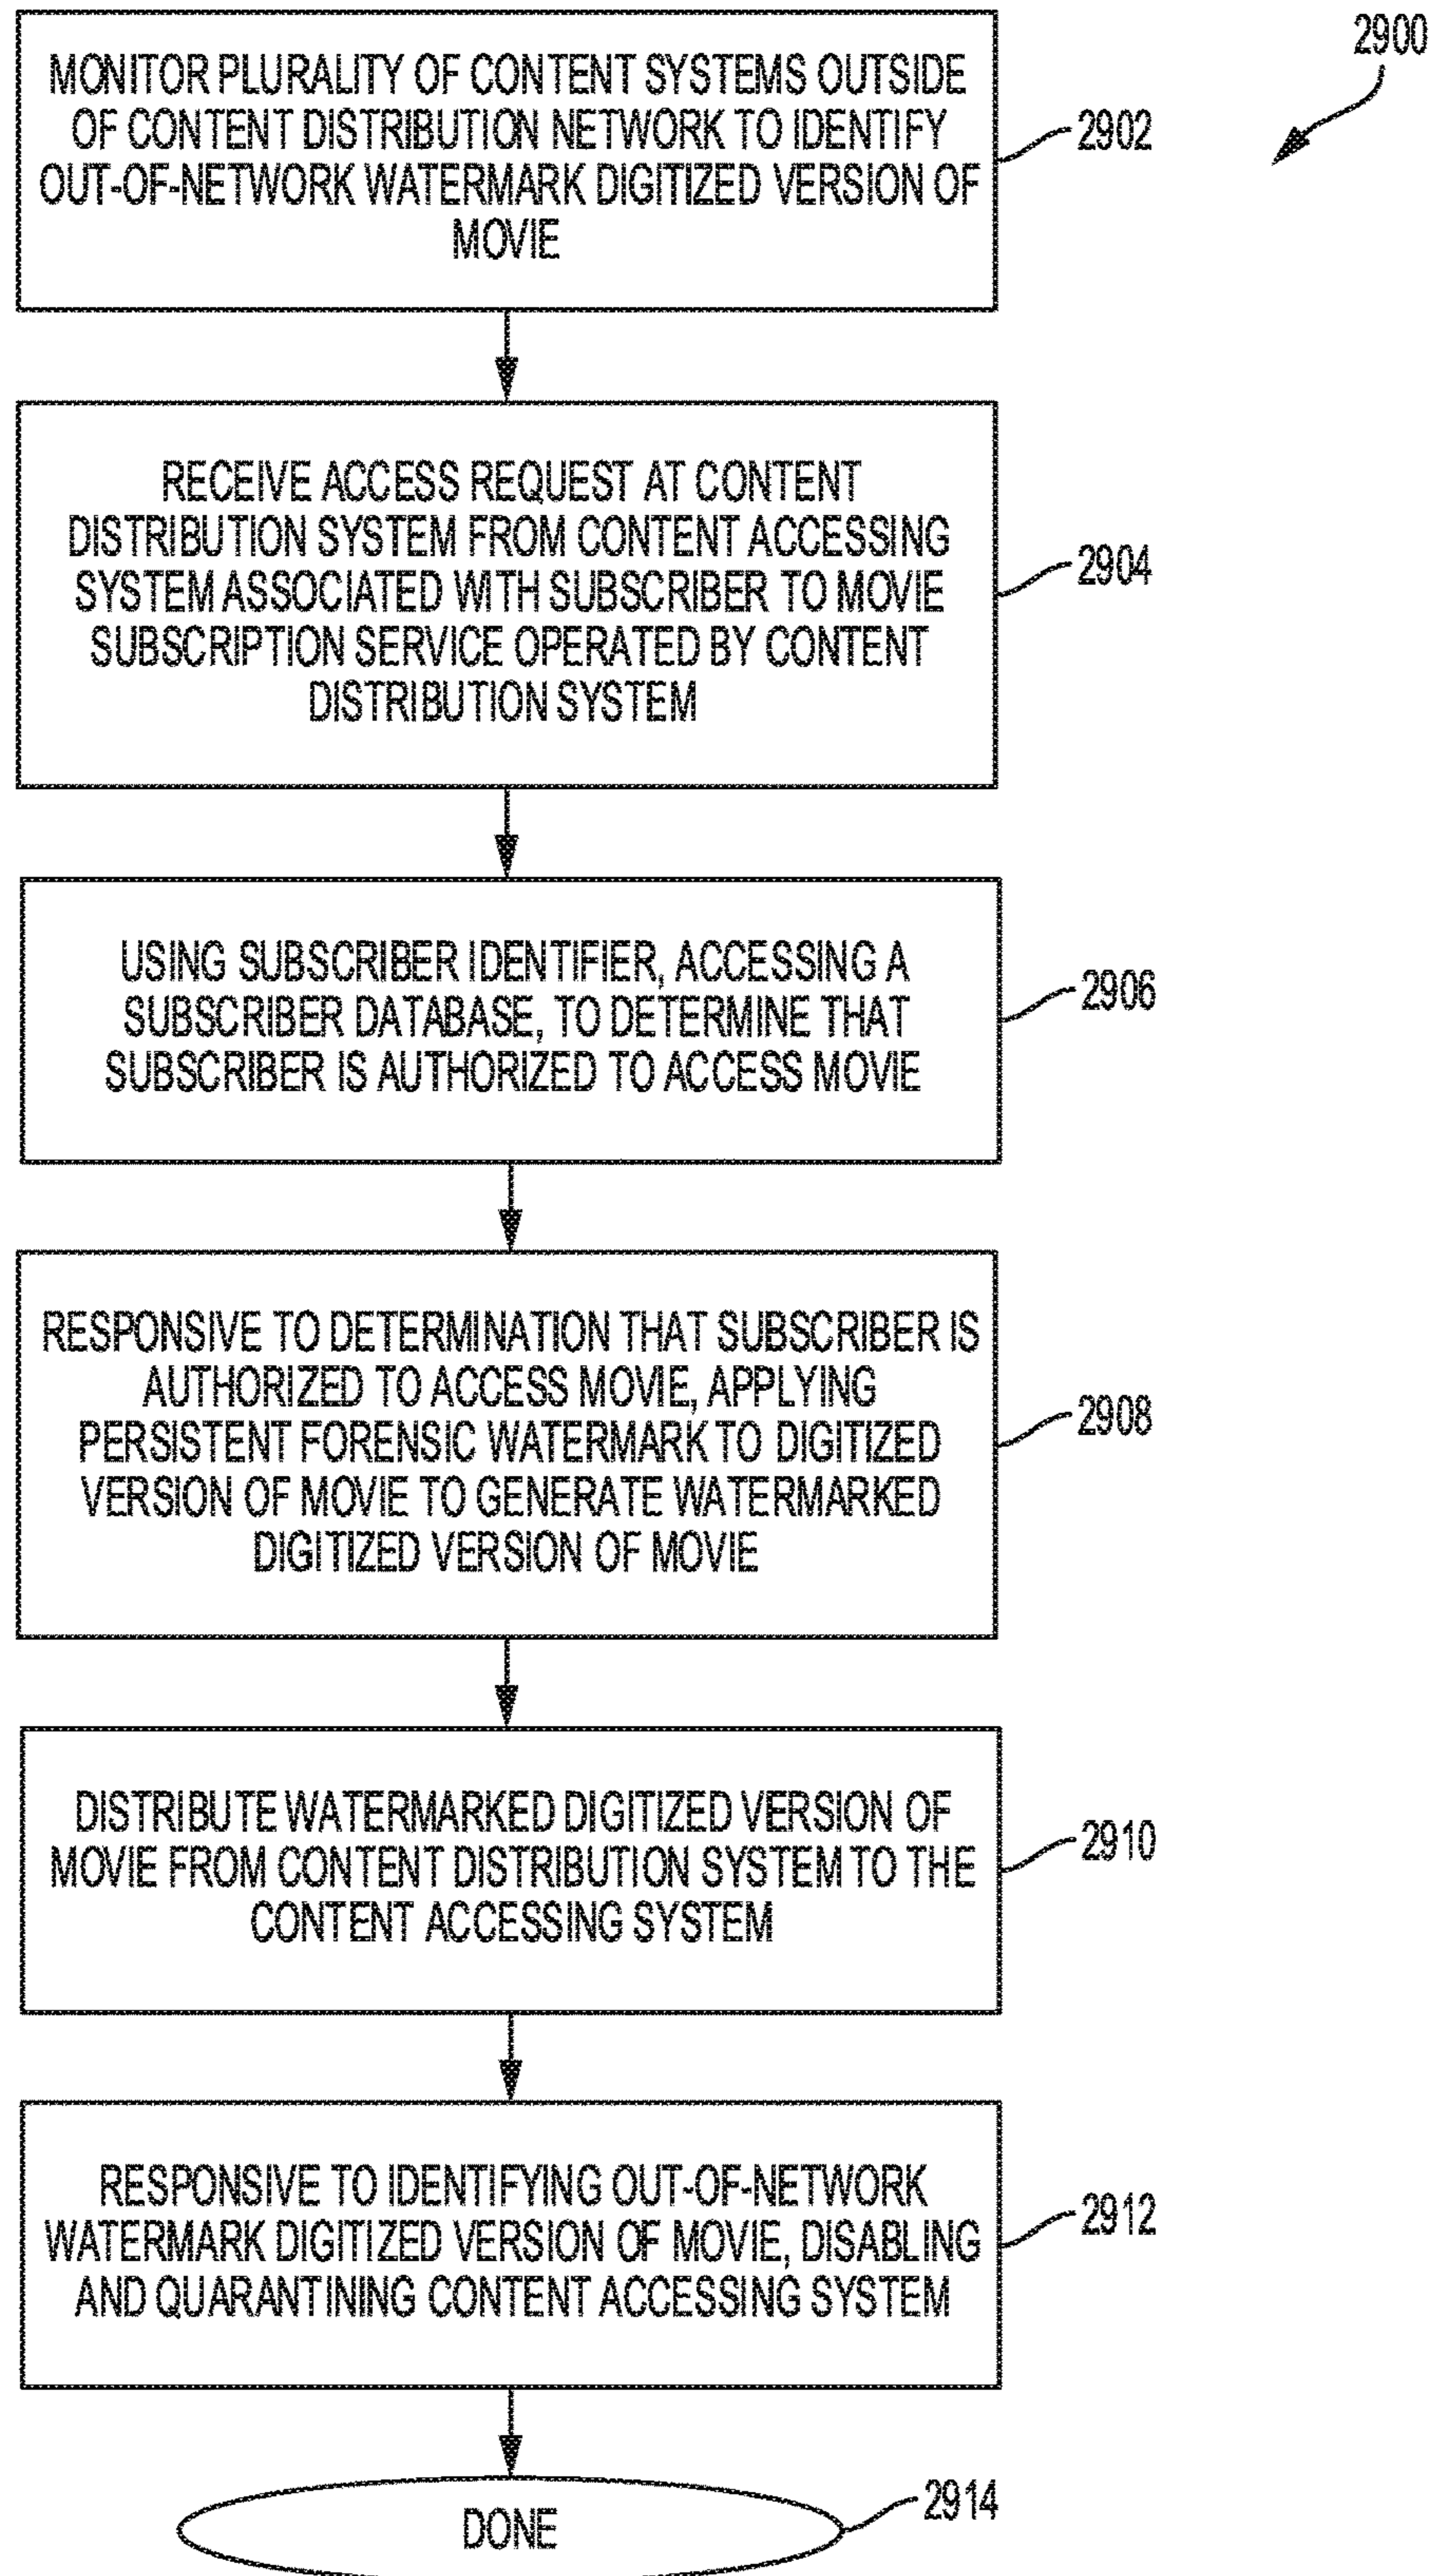 2900
MONITOR PLURALITY OF CONTENT SYSTEMS OUTSIDE
OF CONTENT DISTRIBUTION NETWORK TO IDENTIFY
OUT-OF-NETWORK WATERMARK DIGITIZED VERSION OF
MOVIE
2902
RECEIVE ACCESS REQUEST AT CONTENT
DISTRIBUTION SYSTEM FROM CONTENT ACCESSING
SYSTEM ASSOCIATED WITH SUBSCRIBER TO MOVIE
SUBSCRIPTION SERVICE OPERATED BY CONTENT
DISTRIBUTION SYSTEM
2904
USING SUBSCRIBER IDENTIFIER, ACCESSING A
SUBSCRIBER DATABASE, TO DETERMINE THAT
SUBSCRIBER IS AUTHORIZED TO ACCESS MOVIE
2906
RESPONSIVE TO DETERMINATION THAT SUBSCRIBER IS
AUTHORIZED TO ACCESS MOVIE, APPLYING
PERSISTENT FORENSIC WATERMARK TO DIGITIZED
VERSION OF MOVIE TO GENERATE WATERMARKED
DIGITIZED VERSION OF MOVIE
2908
DISTRIBUTE WATERMARKED DIGITIZED VERSION OF
MOVIE FROM CONTENT DISTRIBUTION SYSTEM TO THE
CONTENT ACCESSING SYSTEM
2910
RESPONSIVE TO IDENTIFYING OUT-OF-NETWORK
WATERMARK DIGITIZED VERSION OF MOVIE, DISABLING
AND QUARANTINING CONTENT ACCESSING SYSTEM
2912
DONE
2914